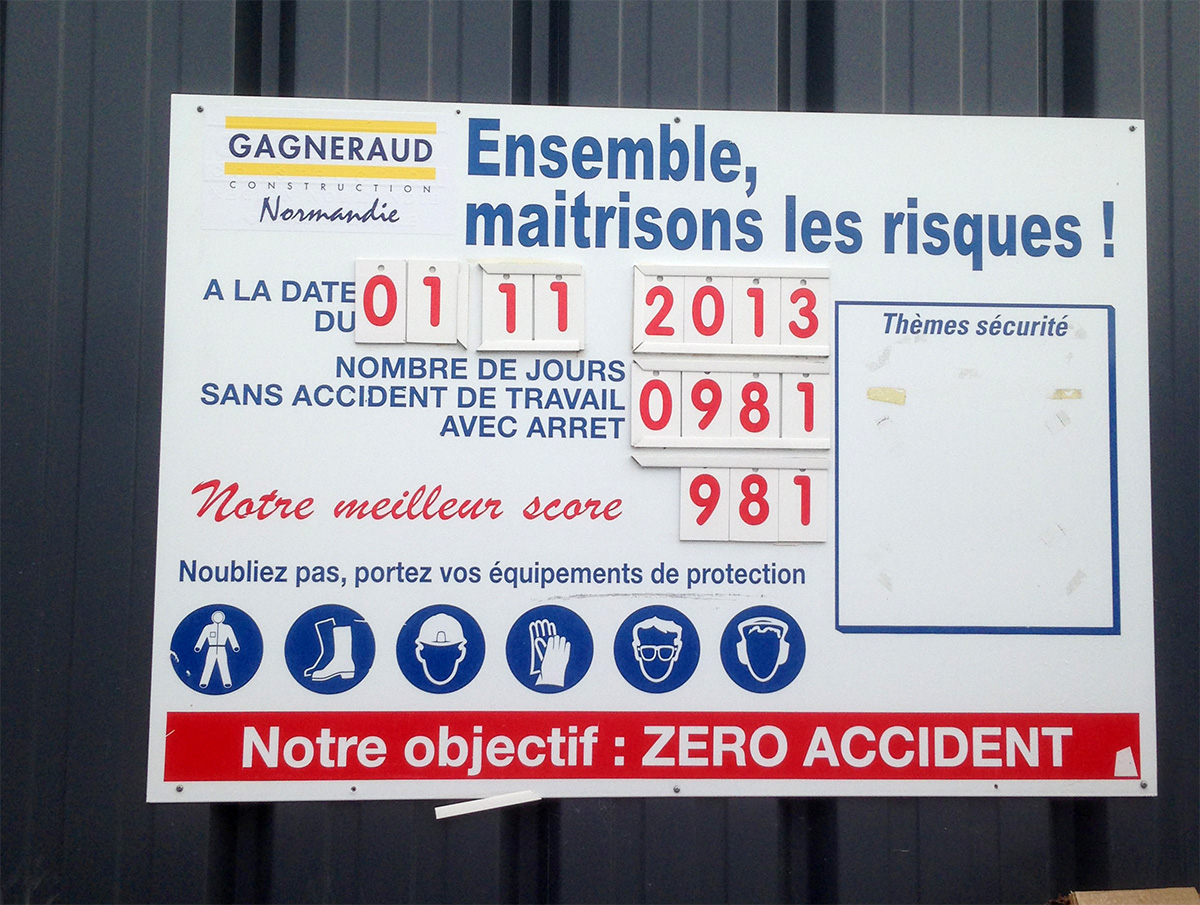 GAGNERAUD
CONSTRUCTION
Normandie
Ensemble,
maitrisons les risques !
A LA DATE
DU
01 11 2013
NOMBRE DE JOURS
SANS ACCIDENT DE TRAVAIL
AVEC ARRET
0981
Notre meilleur score
981
Thèmes sécurité
Noubliez pas, portez vos équipements de protection
Notre objectif : ZERO ACCIDENT